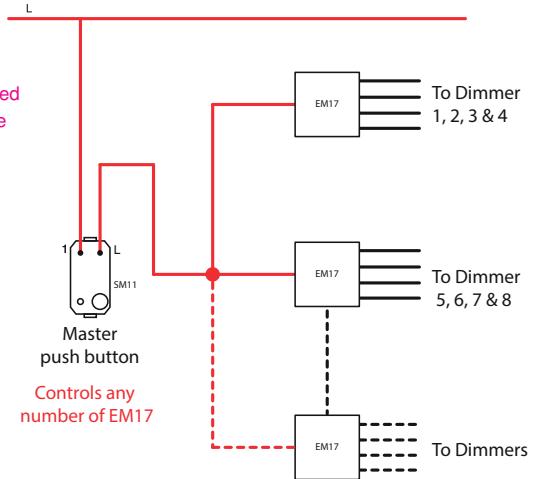 L
ed
e
EM17
To Dimmer
1, 2, 3 & 4
1
L
SM11
EM17
To Dimmer
5, 6, 7 & 8
Master
push button
Controls any
number of EM17
EM17
To Dimmers